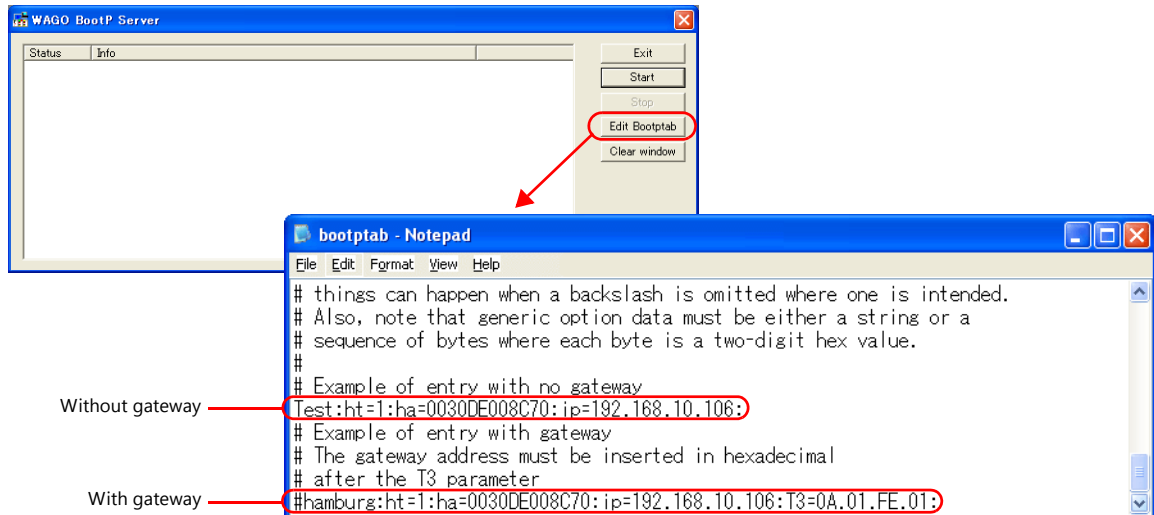 WAGO BootP Server
Status Info
Exit
Start
Stop
Edit Bootptab
Clear window
bootptab - Notepad
File Edit Format View Help
# things can happen when a backslash is omitted where one is intended.
# Also, note that generic option data must be either a string or a
# sequence of bytes where each byte is a two-digit hex value.
#
# Example of entry with no gateway
Without gateway
Test:ht=1:ha=0030DE008C70:ip=192.168.10.106:
# Example of entry with gateway
# The gateway address must be inserted in hexadecimal
# after the T3 parameter
With gateway
#hamburg:ht=1:ha=0030DE008C70:ip=192.168.10.106:T3=0A.01.FE.01: